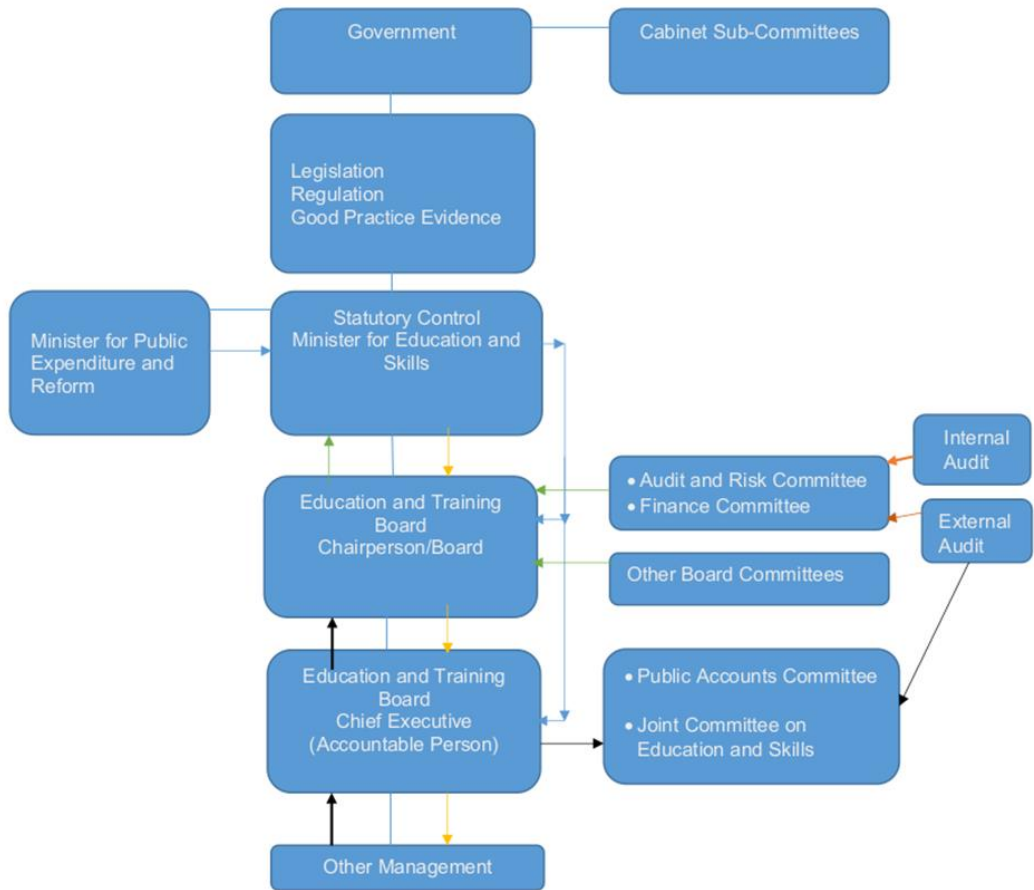 Government
Cabinet Sub-Committees
Legislation
Regulation
Good Practice Evidence
Minister for Public
Expenditure and
Reform
Statutory Control
Minister for Education and
Skills
Education and Training
Board
Chairperson/Board
• Audit and Risk Committee
• Finance Committee
Internal
Audit
External
Audit
Other Board Committees
Education and Training
Board
Chief Executive
(Accountable Person)
• Public Accounts Committee
• Joint Committee on
Education and Skills
Other Management